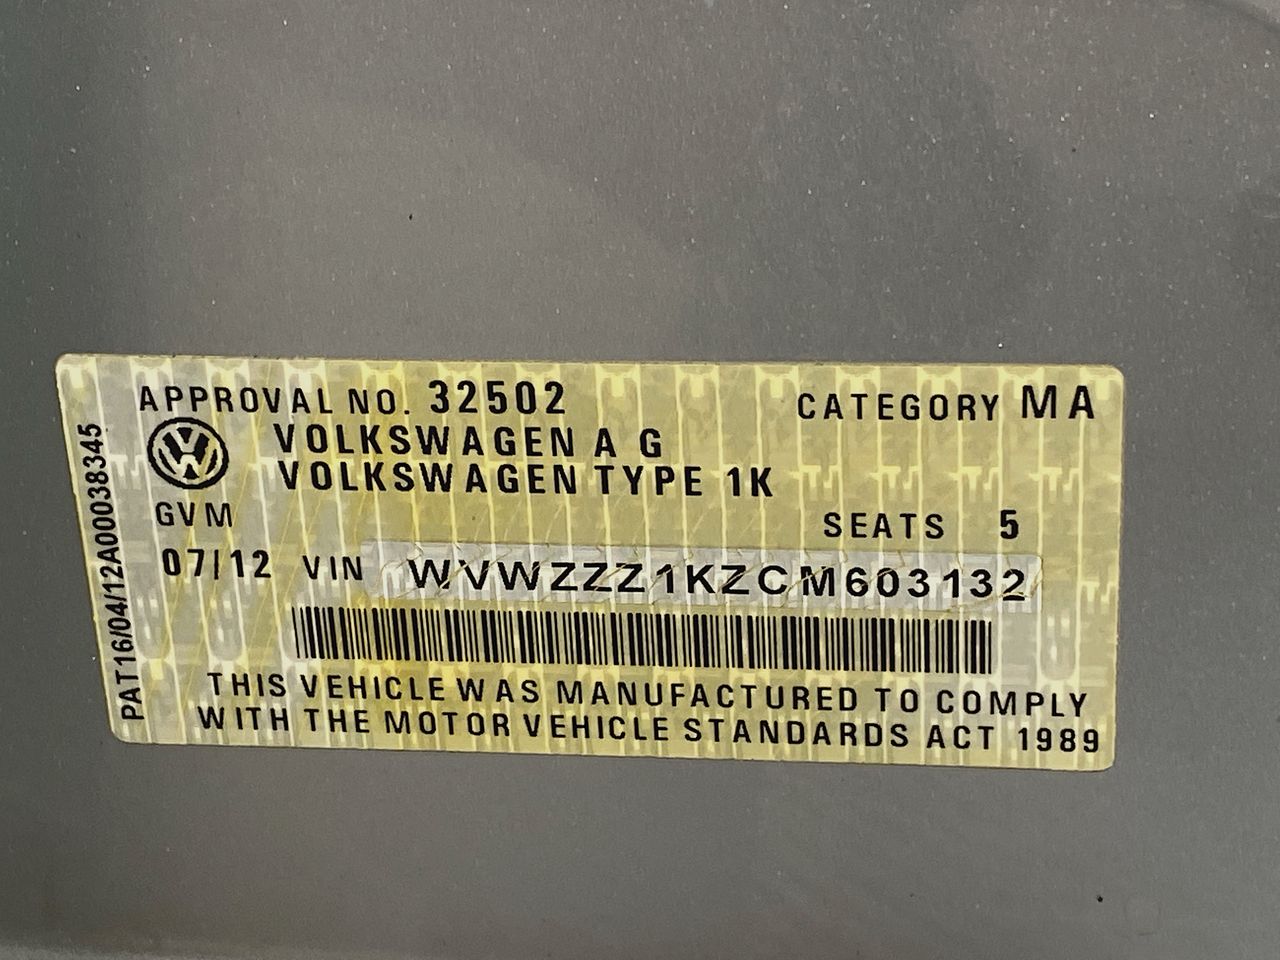 APPROVAL NO. 32502 CATEGORY MA
VOLKSWAGEN A G
VOLKSWAGEN TYPE 1K
GVM SEATS 5
07/12 VIN WVWZZZ1KZCM603132
THIS VEHICLE WAS MANUFACTURED TO COMPLY
WITH THE MOTOR VEHICLE STANDARDS ACT 1989
PAT16/04/12A00038345